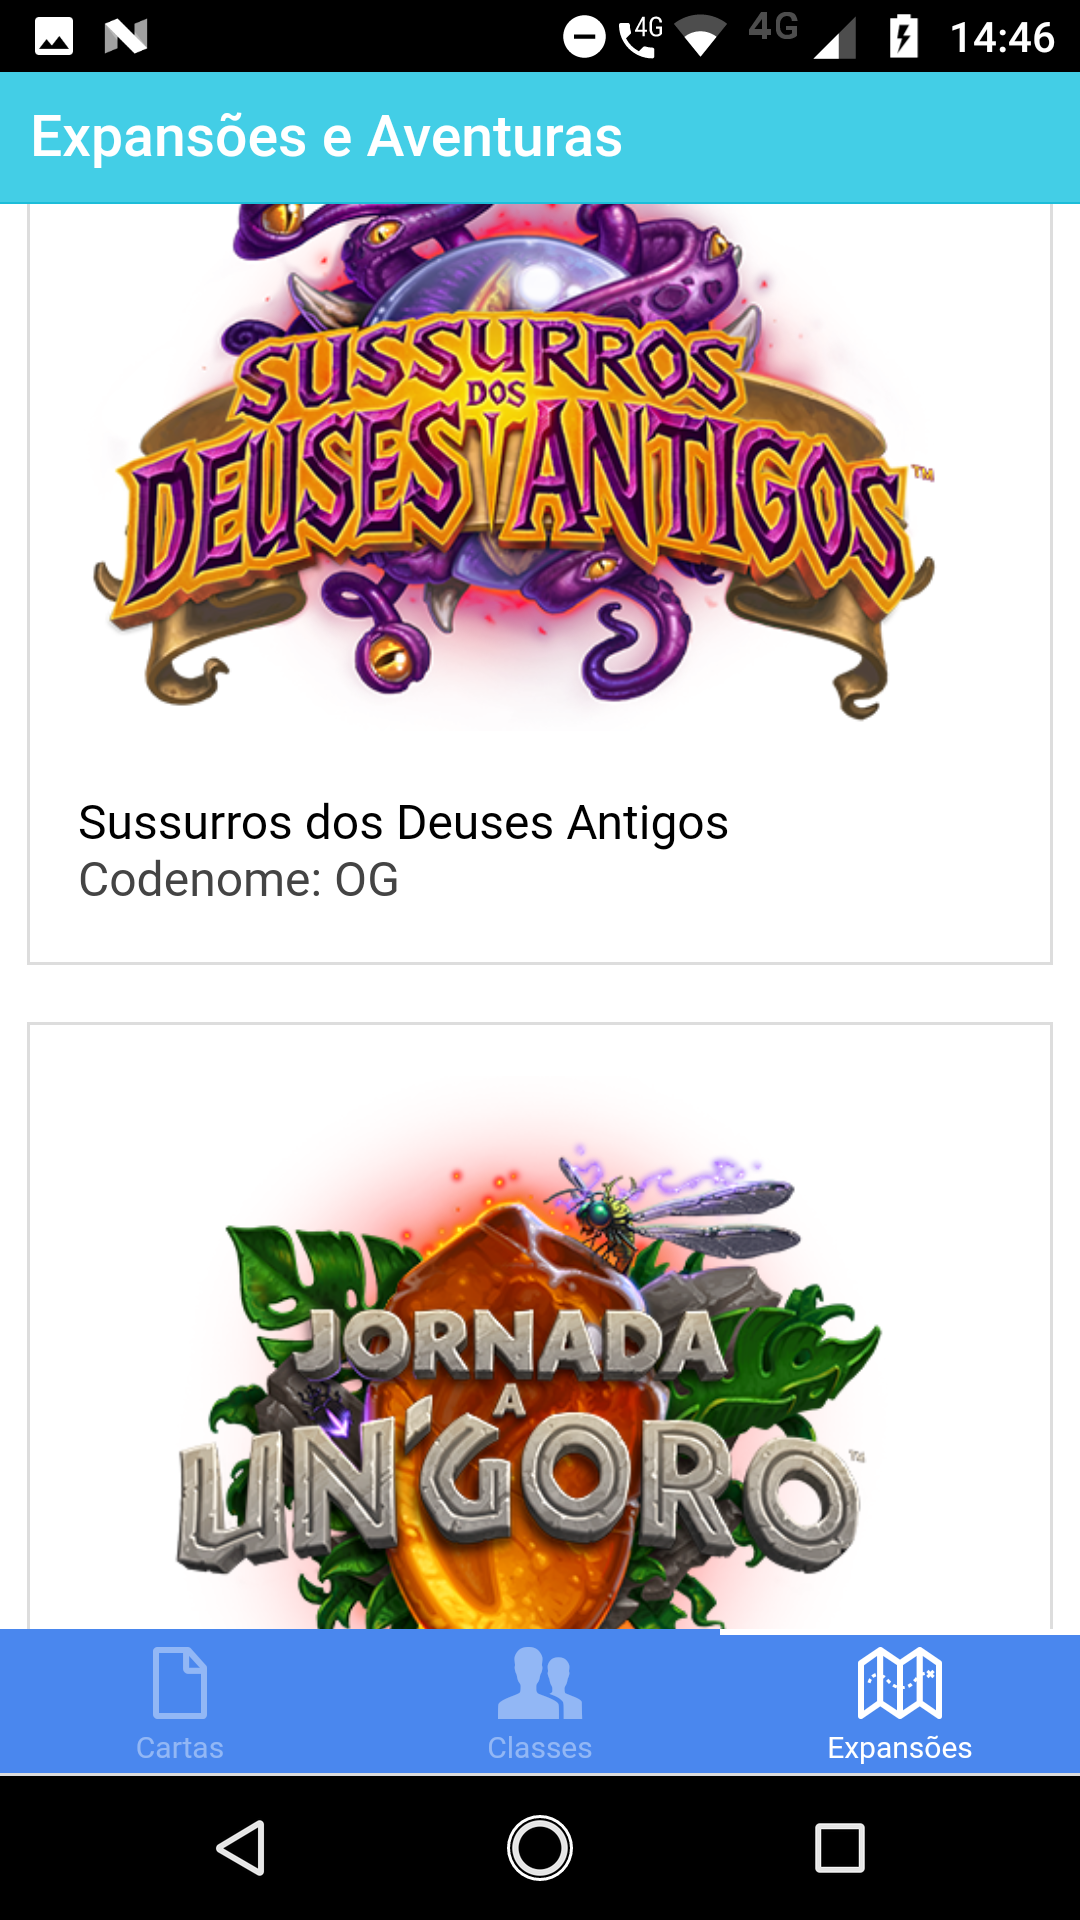 4G 4G 14:46
Expansões e Aventuras
SUSSURROS
DOS
DEUSES ANTIGOS™
Sussurros dos Deuses Antigos
Codenome: OG
JORNADA
A
UN'GORO™
Cartas Classes Expansões